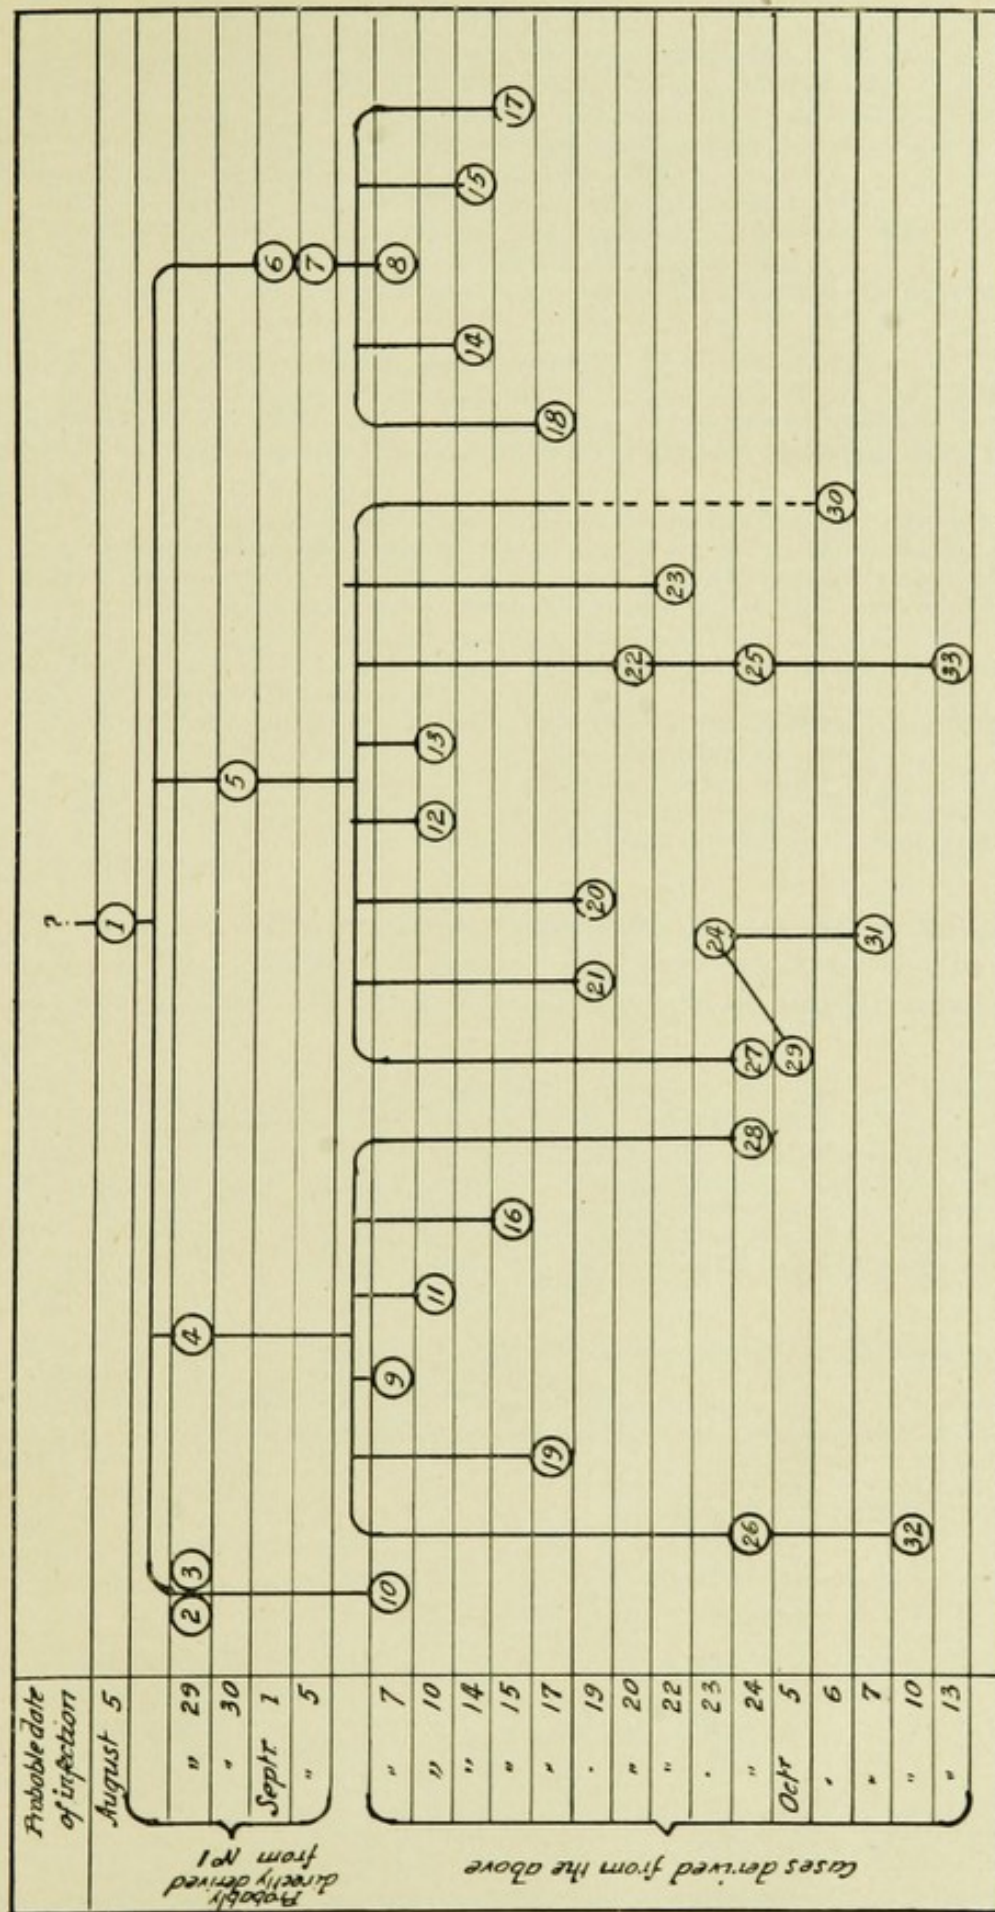 Probable date
of infection
?
August 5 1
" 29 2 3 4
" 30 5
Septr. 1 6
" 5 7
Probably
directly derived
from No 1
" 7 10 9 8
" 10 11 12 13
" 14 14 15
" 15 16 17
" 17 19 18
" 19 21 20
" 20 22
" 22 23
" 23 24
" 24 26 28 27 25
Octr 5 29
" 6 30
" 7 31
" 10 32
" 13 33
Cases derived from the above